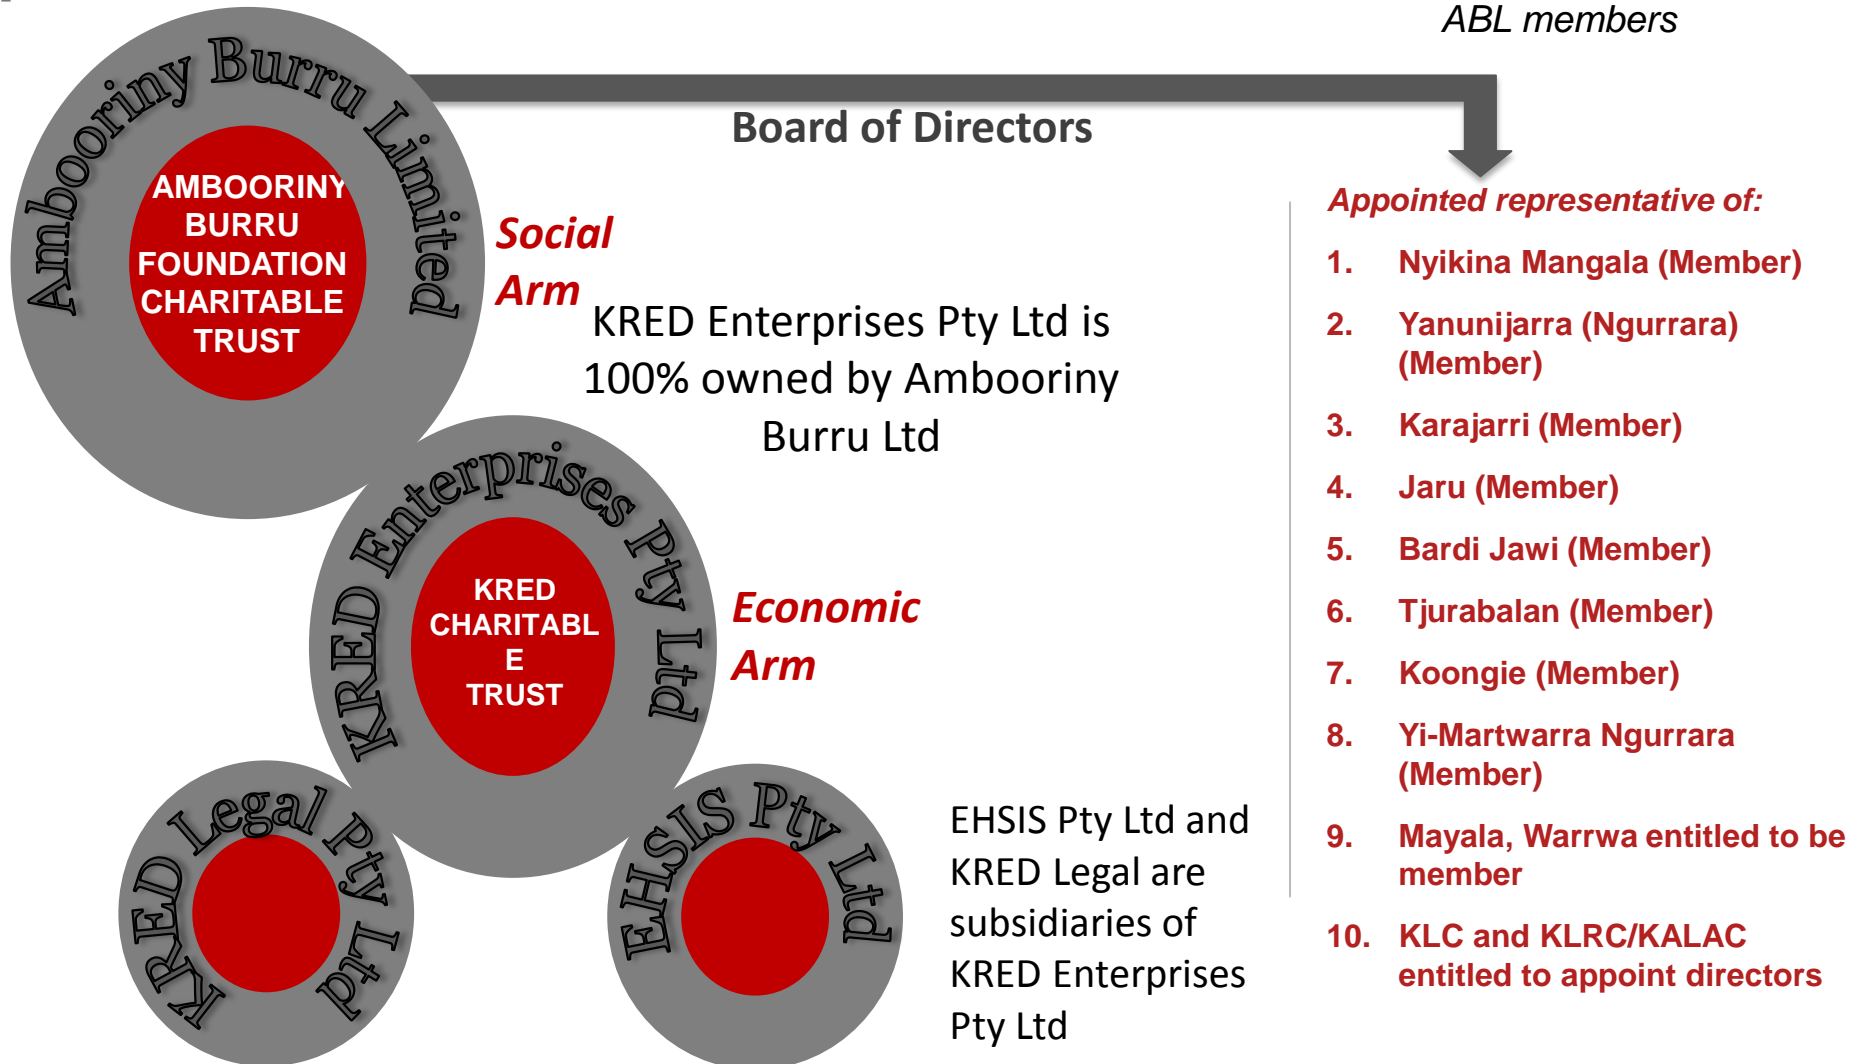 ABL members
Ambooriny Burru Limited
AMBOORINY
BURRU
FOUNDATION
CHARITABLE
TRUST
Board of Directors
Social
Arm
KRED Enterprises Pty Ltd is
100% owned by Ambooriny
Burru Ltd
KRED Enterprises Pty Ltd
KRED
CHARITABL
E
TRUST
Economic
Arm
KRED Legal Pty Ltd
EHSIS Pty Ltd
EHSIS Pty Ltd and
KRED Legal are
subsidiaries of
KRED Enterprises
Pty Ltd
Appointed representative of:
1. Nyikina Mangala (Member)
2. Yanunijarra (Ngurrara)
(Member)
3. Karajarri (Member)
4. Jaru (Member)
5. Bardi Jawi (Member)
6. Tjurabalan (Member)
7. Koongie (Member)
8. Yi-Martwarra Ngurrara
(Member)
9. Mayala, Warrwa entitled to be
member
10. KLC and KLRC/KALAC
entitled to appoint directors